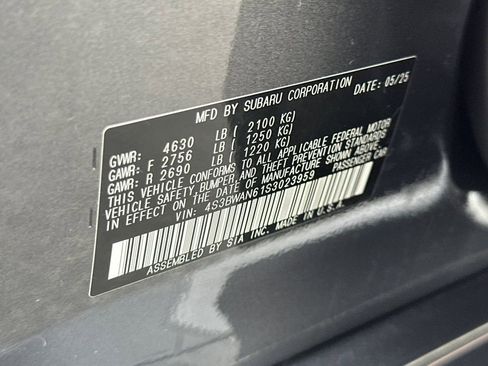 MFD BY SUBARU CORPORATION DATE: 05/25
GVWR: 4630 LB ( 2100 KG)
GAWR: F 2756 LB ( 1250 KG)
GAWR: R 2690 LB ( 1220 KG)
THIS VEHICLE CONFORMS TO ALL APPLICABLE FEDERAL MOTOR
VEHICLE SAFETY, BUMPER, AND THEFT PREVENTION STANDARDS
IN EFFECT ON THE DATE OF MANUFACTURE SHOWN ABOVE.
VIN: 4S3BWAN61S3023959 PASSENGER CAR
ASSEMBLED BY SIA INC. MADE IN U.S.A.